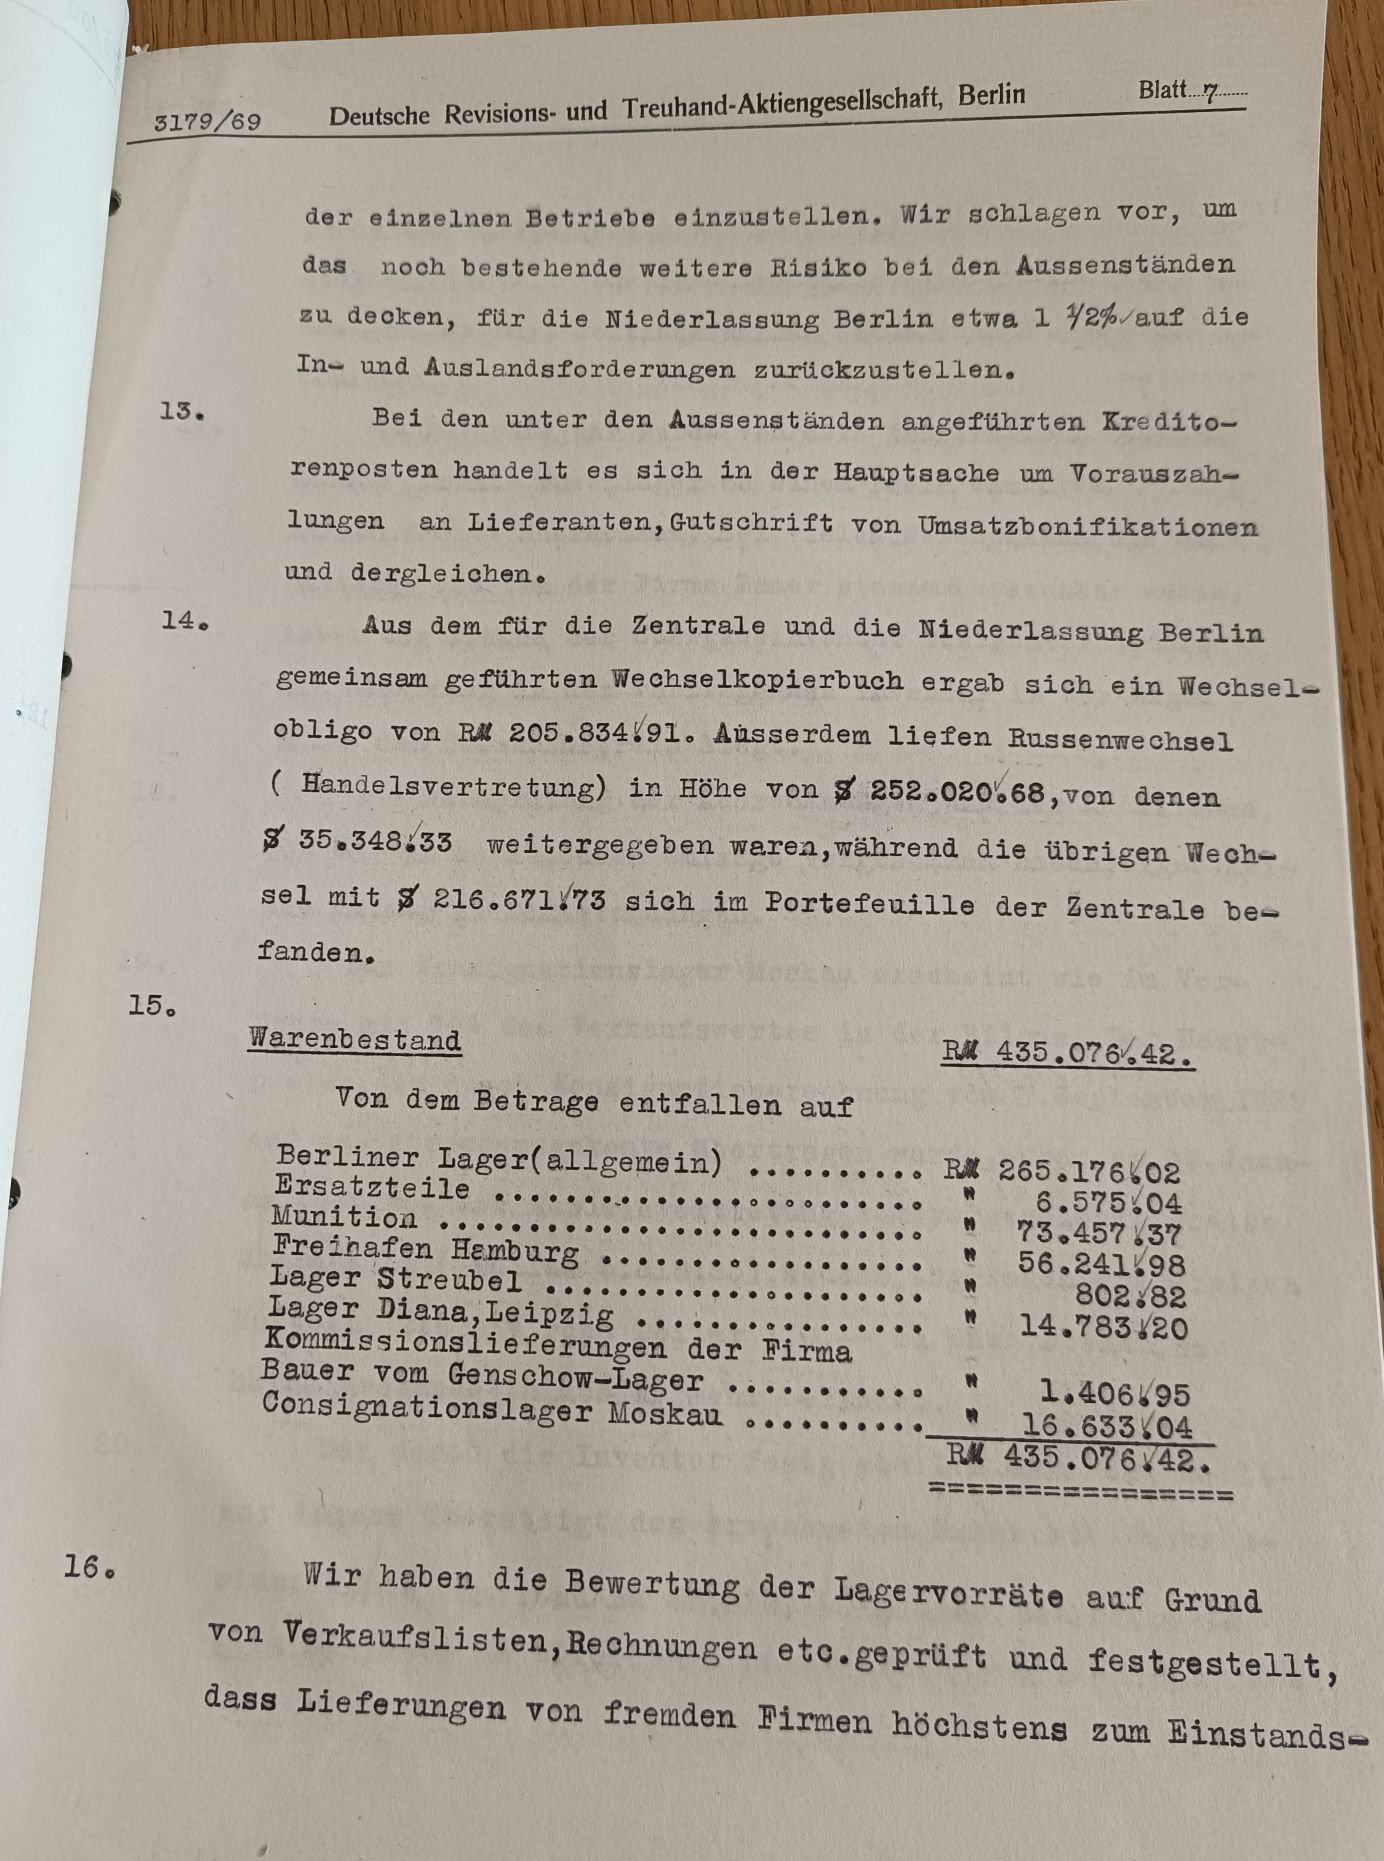 3179/69 Deutsche Revisions- und Treuhand-Aktiengesellschaft, Berlin Blatt 7
der einzelnen Betriebe einzustellen. Wir schlagen vor, um
das noch bestehende weitere Risiko bei den Aussenständen
zu decken, für die Niederlassung Berlin etwa 1 1/2% auf die
In- und Auslandsforderungen zurückzustellen.
13. Bei den unter den Aussenständen angeführten Kredito-
renposten handelt es sich in der Hauptsache um Vorauszah-
lungen an Lieferanten,Gutschrift von Umsatzbonifikationen
und dergleichen.
14. Aus dem für die Zentrale und die Niederlassung Berlin
gemeinsam geführten Wechselkopierbuch ergab sich ein Wechsel-
obligo von RM 205.834.91. Ausserdem liefen Russenwechsel
( Handelsvertretung) in Höhe von $ 252.020.68,von denen
$ 35.348.33 weitergegeben waren,während die übrigen Wech-
sel mit $ 216.671.73 sich im Portefeuille der Zentrale be-
fanden.
15.
Warenbestand RM 435.076.42.
Von dem Betrage entfallen auf
Berliner Lager(allgemein) .......... RM 265.176.02
Ersatzteile ........................ " 6.575.04
Munition ........................... " 73.457.37
Freihafen Hamburg .................. " 56.241.98
Lager Streubel ..................... " 802.82
Lager Diana,Leipzig ................ " 14.783.20
Kommissionslieferungen der Firma
Bauer vom Genschow-Lager ........... " 1.406.95
Consignationslager Moskau .......... " 16.633.04
RM 435.076.42.
================
16. Wir haben die Bewertung der Lagervorräte auf Grund
von Verkaufslisten,Rechnungen etc.geprüft und festgestellt,
dass Lieferungen von fremden Firmen höchstens zum Einstands-